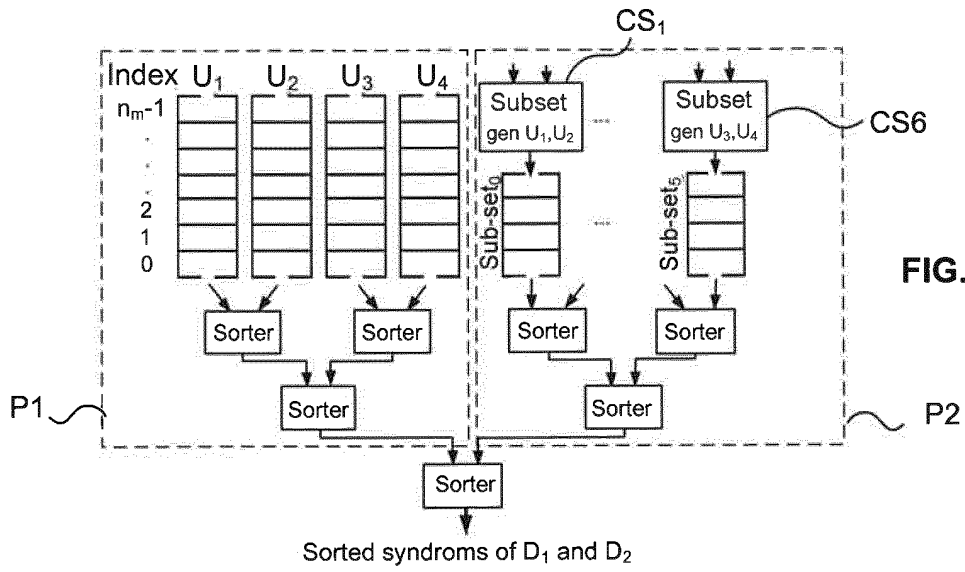 CS1
Index U1 U2 U3 U4
nm-1
.
.
.
2
1
0
Subset
gen U1,U2
...
Subset
gen U3,U4
CS6
Sub-set0
...
Sub-set5
FIG.
Sorter
Sorter
Sorter
Sorter
Sorter
Sorter
P1
P2
Sorter
Sorted syndroms of D1 and D2